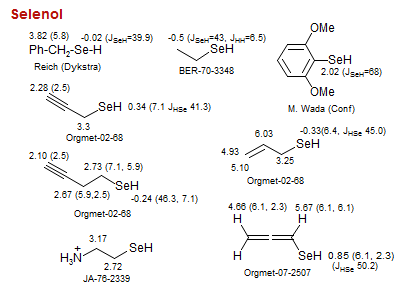 Selenol
3.82 (5.8) -0.02 (JSeH=39.9)
Ph-CH2-Se-H
Reich (Dykstra)
-0.5 (JSeH=43, JHH=6.5)
SeH
BER-70-3348
OMe
SeH
2.02 (JSeH=68)
OMe
M. Wada (Conf)
2.28 (2.5)
SeH 0.34 (7.1 JHSe 41.3)
3.3
Orgmet-02-68
6.03 -0.33(6.4, JHSe 45.0)
SeH
4.93
5.10 3.25
Orgmet-02-68
2.10 (2.5)
2.73 (7.1, 5.9)
SeH
2.67 (5.9,2.5) -0.24 (46.3, 7.1)
Orgmet-02-68
4.66 (6.1, 2.3) 5.67 (6.1, 6.1)
H H
H SeH 0.85 (6.1, 2.3)
(JHSe 50.2)
Orgmet-07-2507
3.17
+ SeH
H3N
2.72
JA-76-2339